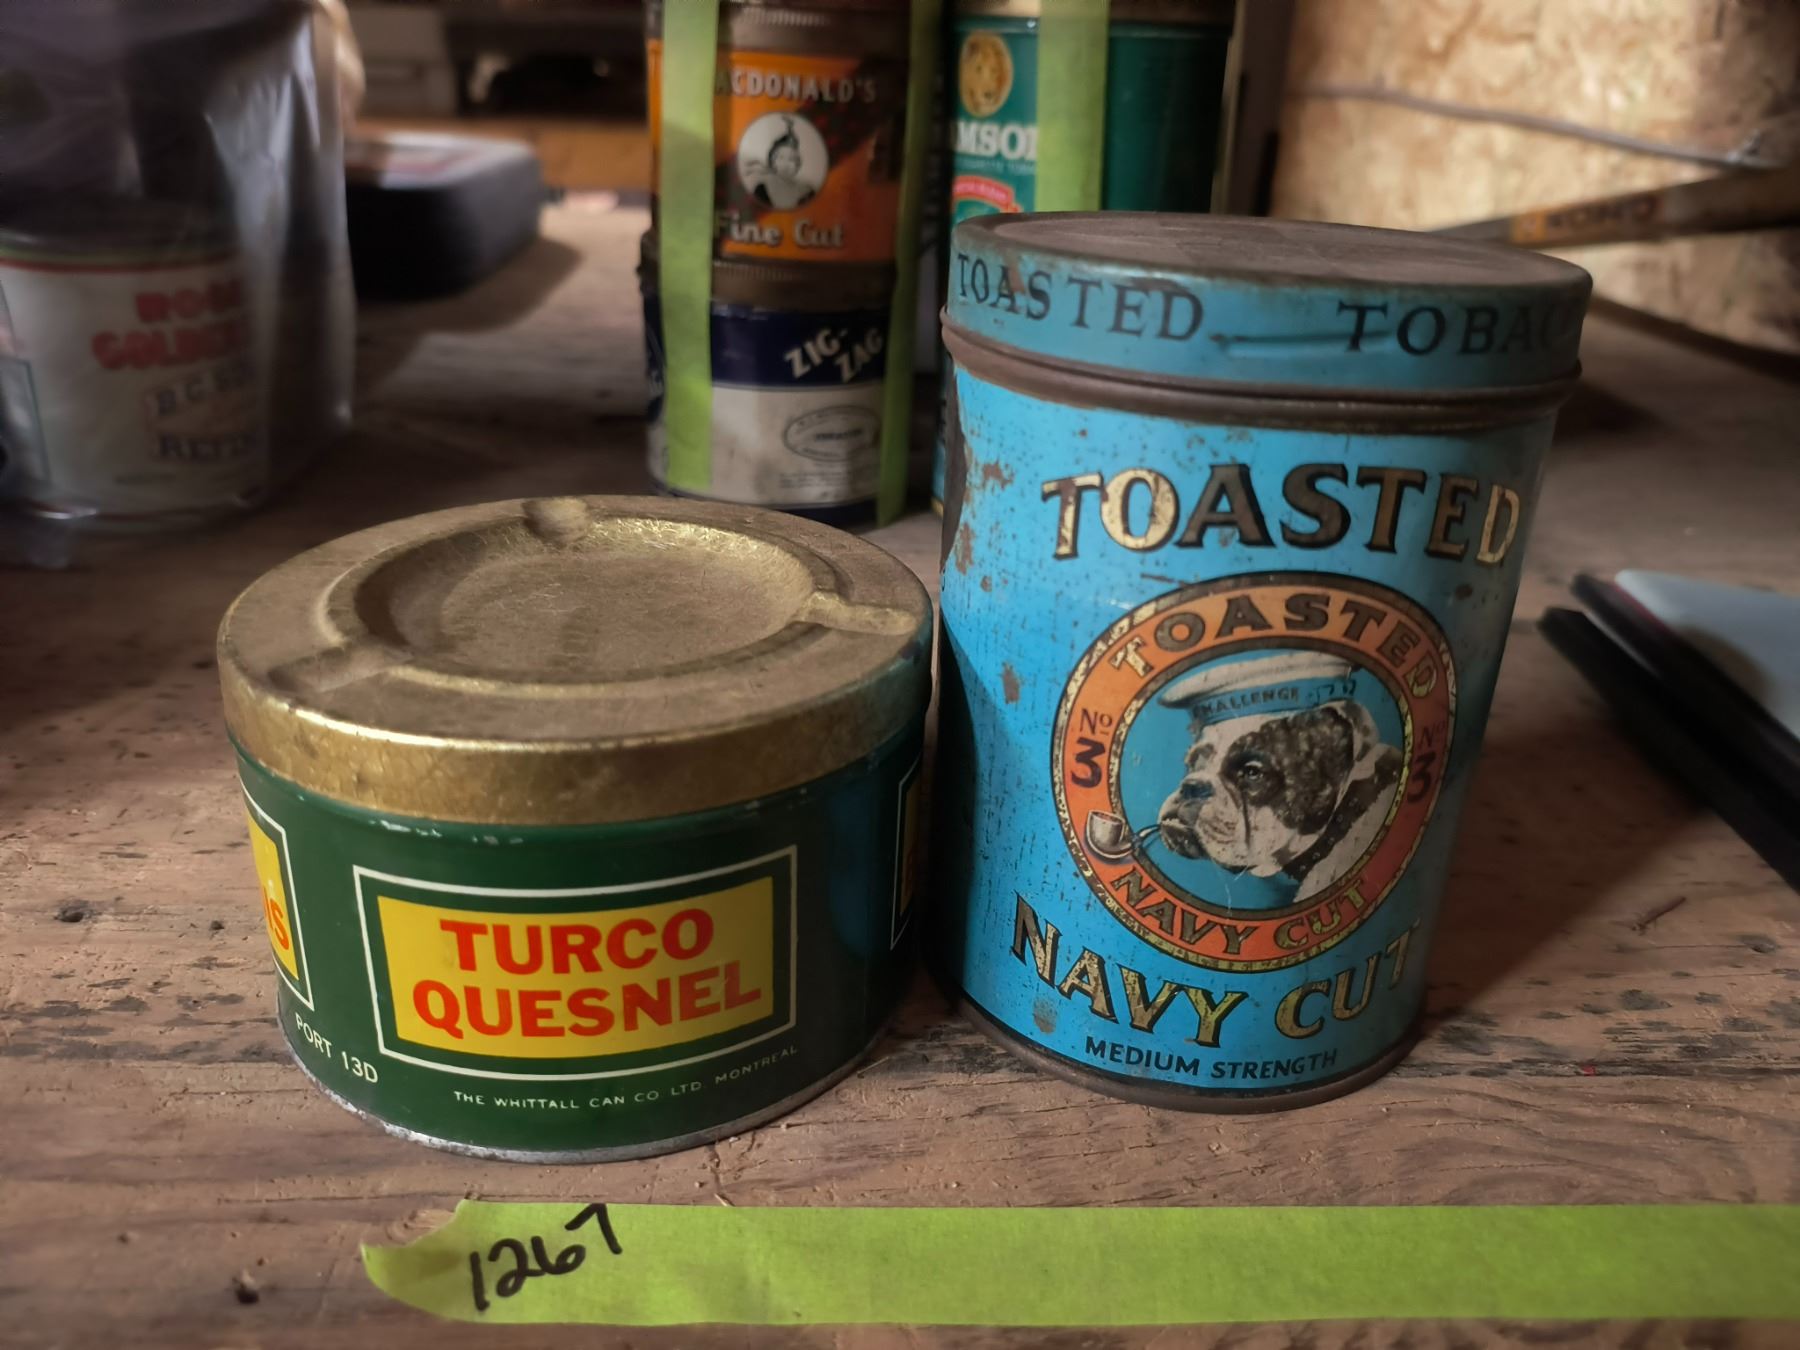 MACDONALD'S
Fine Cut
ZIG-
ZAG
TOASTED TOBAC
TOASTED
TOASTED
No 3
No 3
CHALLENGE
NAVY CUT
NAVY CUT
MEDIUM STRENGTH
TURCO
QUESNEL
PORT 13D
THE WHITTALL CAN CO LTD. MONTREAL
1267